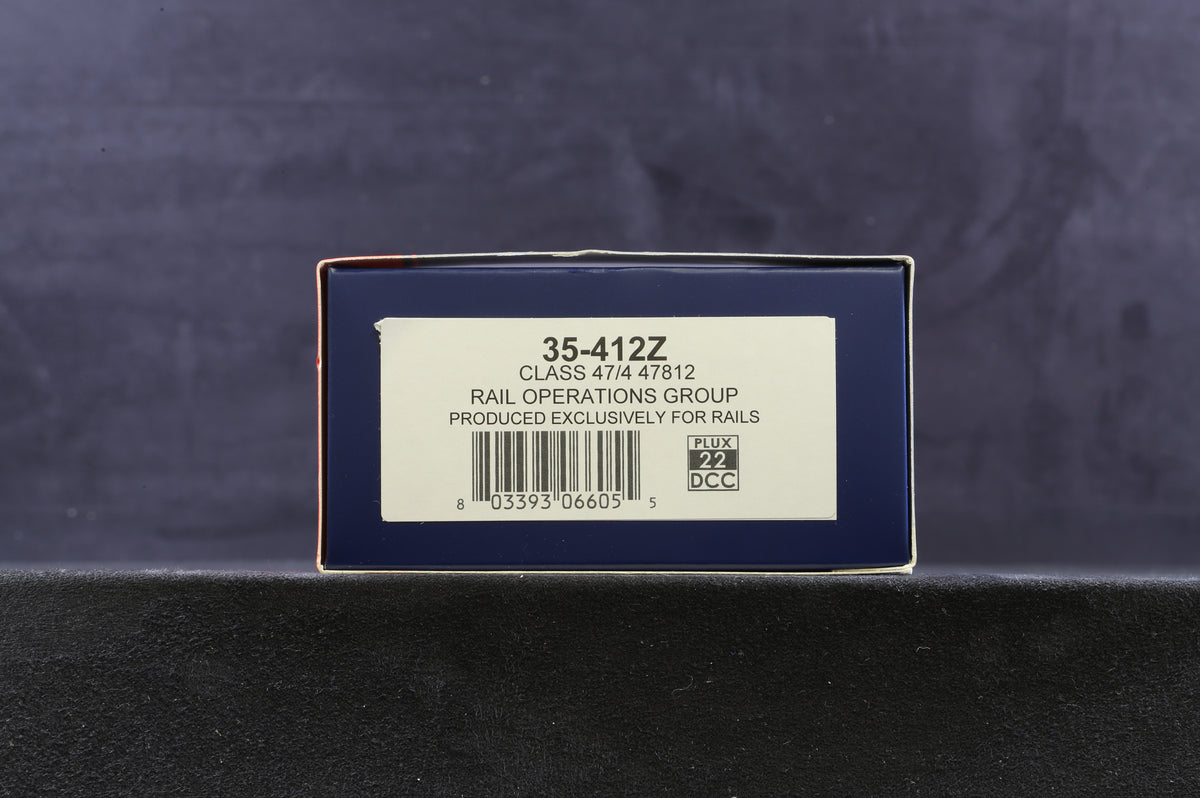 35-412Z
CLASS 47/4 47812
RAIL OPERATIONS GROUP
PRODUCED EXCLUSIVELY FOR RAILS
PLUX
22
DCC
8 03393 06605 5